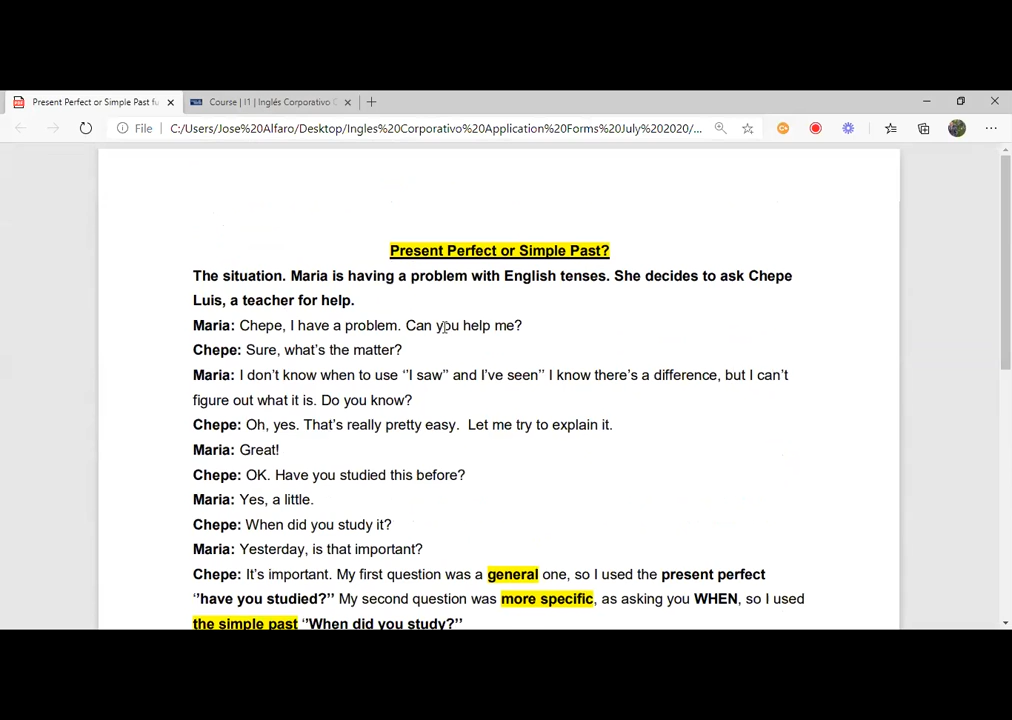 Present Perfect or Simple Past fu
Course | I1 | Inglés Corporativo C
File
C:/Users/Jose%20Alfaro/Desktop/Ingles%20Corporativo%20Application%20Forms%20July%202020/...
Present Perfect or Simple Past?
The situation. Maria is having a problem with English tenses. She decides to ask Chepe
Luis, a teacher for help.
Maria: Chepe, I have a problem. Can you help me?
Chepe: Sure, what's the matter?
Maria: I don't know when to use ‘'I saw'' and I've seen'' I know there's a difference, but I can't
figure out what it is. Do you know?
Chepe: Oh, yes. That's really pretty easy.  Let me try to explain it.
Maria: Great!
Chepe: OK. Have you studied this before?
Maria: Yes, a little.
Chepe: When did you study it?
Maria: Yesterday, is that important?
Chepe: It's important. My first question was a general one, so I used the present perfect
‘'have you studied?'' My second question was more specific, as asking you WHEN, so I used
the simple past ‘'When did you study?''